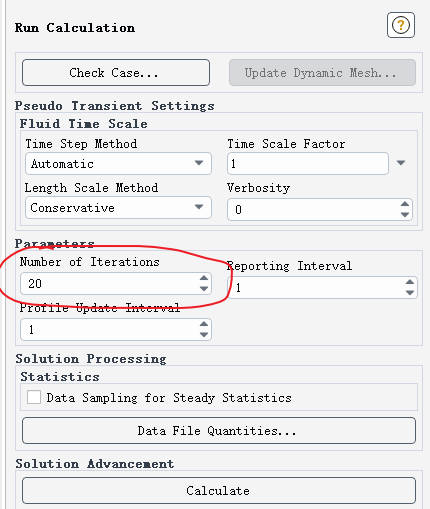 Run Calculation
?
Check Case...
Update Dynamic Mesh...
Pseudo Transient Settings
Fluid Time Scale
Time Step Method
Time Scale Factor
Automatic
1
Length Scale Method
Verbosity
Conservative
0
Parameters
Number of Iterations
Reporting Interval
20
1
Profile Update Interval
1
Solution Processing
Statistics
Data Sampling for Steady Statistics
Data File Quantities...
Solution Advancement
Calculate